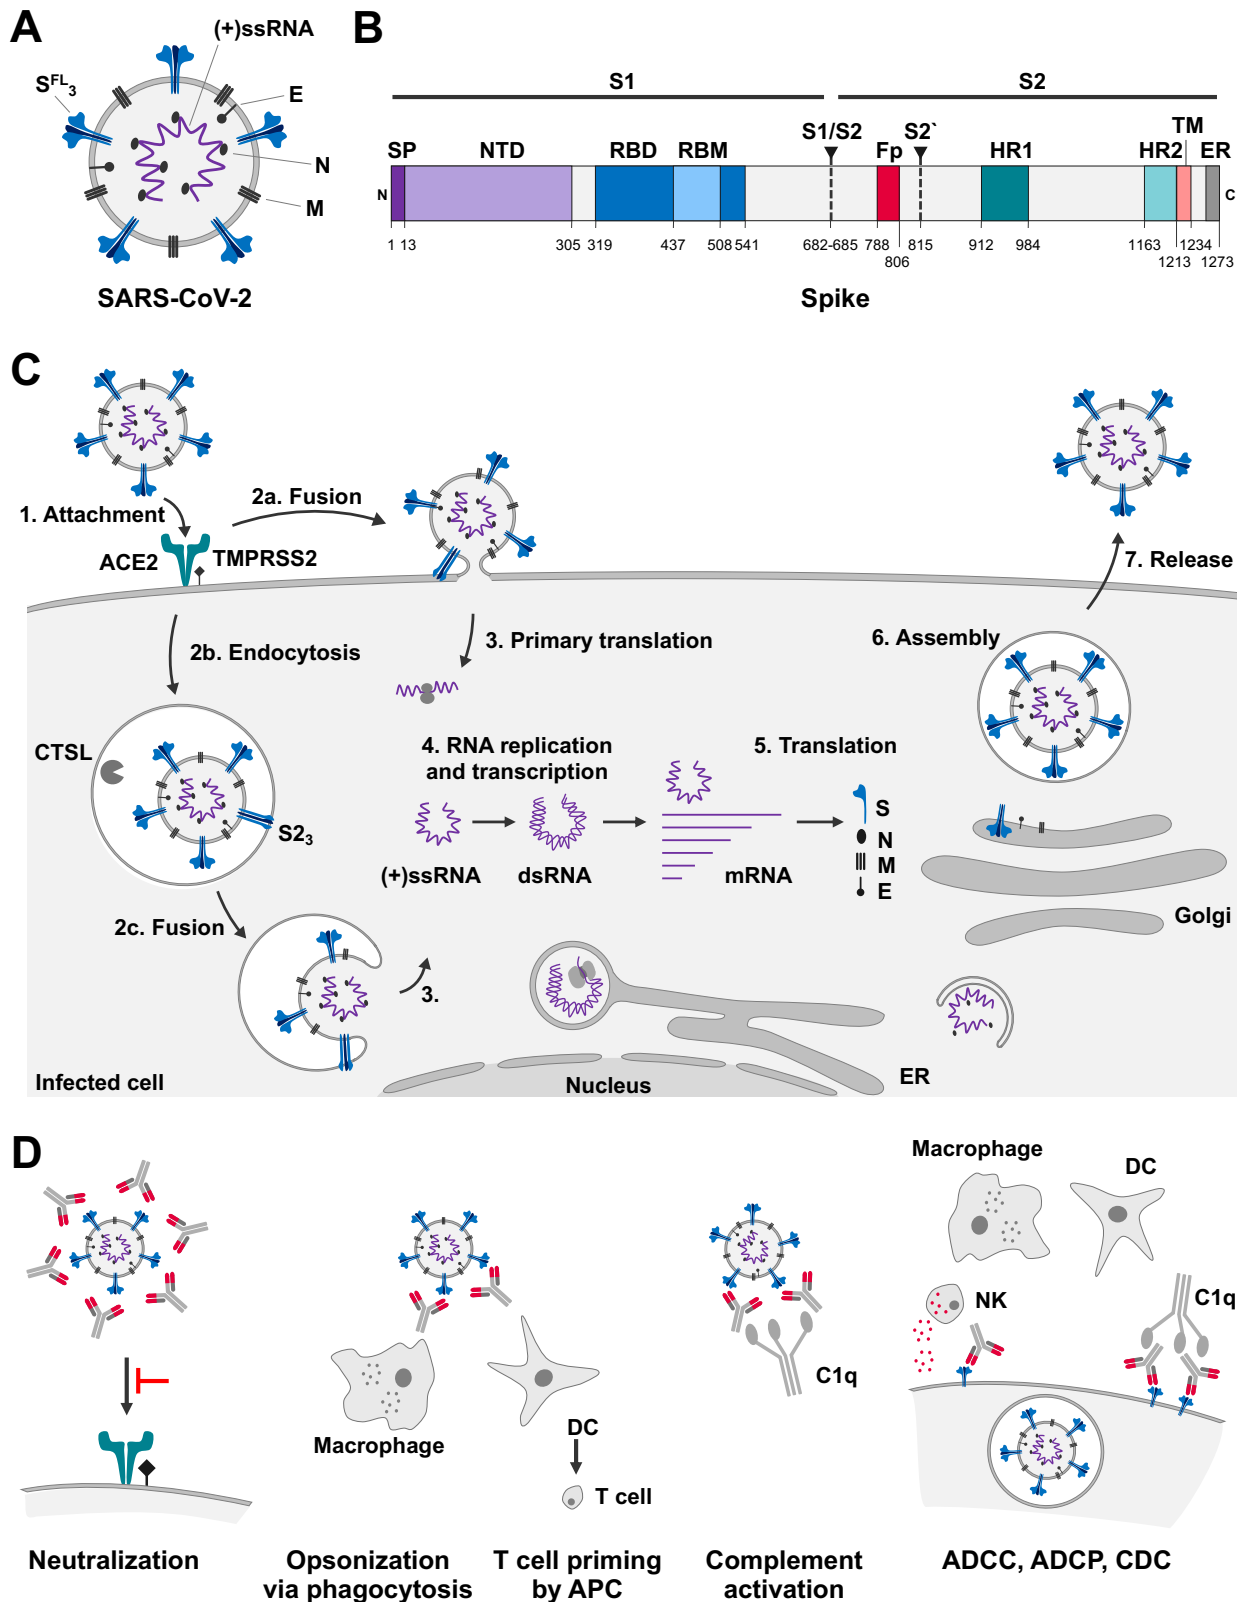 A
(+)ssRNA
S^FL_3
E
N
M
SARS-CoV-2
B
S1
S2
S1/S2
S2`
TM
SP
NTD
RBD
RBM
Fp
HR1
HR2
ER
N
C
1 13
305
319
437
508
541
682-685
788
806
815
912
984
1163
1213
1234
1273
Spike
C
1. Attachment
2a. Fusion
ACE2
TMPRSS2
2b. Endocytosis
3. Primary translation
CTSL
S2_3
4. RNA replication
and transcription
(+)ssRNA
dsRNA
mRNA
5. Translation
S
N
M
E
6. Assembly
7. Release
Golgi
2c. Fusion
3.
ER
Nucleus
Infected cell
D
Neutralization
Macrophage
DC
T cell
Opsonization
via phagocytosis
T cell priming
by APC
C1q
Complement
activation
Macrophage
DC
NK
C1q
ADCC, ADCP, CDC